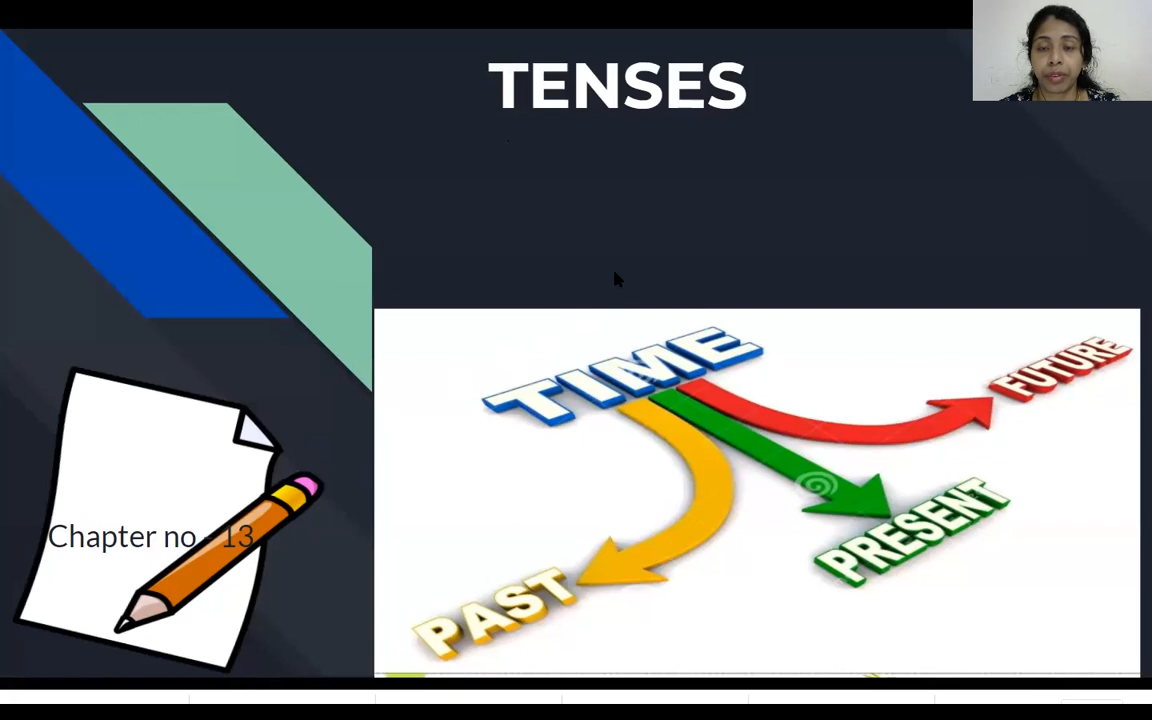 TENSES
TIME
FUTURE
PRESENT
PAST
Chapter no - 13